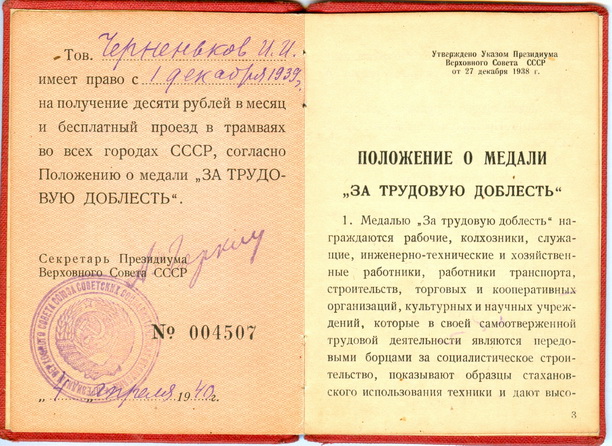 Тов. Черненьков И. И.
имеет право с 1 декабря 1939 г.
на получение десяти рублей в месяц
и бесплатный проезд в трамваях
во всех городах СССР, согласно
Положению о медали „ЗА ТРУДО-
ВУЮ ДОБЛЕСТЬ“.
Секретарь Президиума
Верховного Совета СССР
№ 004507
апреля 1940 г.
Утверждено Указом Президиума
Верховного Совета СССР
от 27 декабря 1938 г.
ПОЛОЖЕНИЕ О МЕДАЛИ
„ЗА ТРУДОВУЮ ДОБЛЕСТЬ“
1. Медалью „За трудовую доблесть“ на-
граждаются рабочие, колхозники, служа-
щие, инженерно-технические и хозяйствен-
ные работники, работники транспорта,
строительств, торговых и кооперативных
организаций, культурных и научных учреж-
дений, которые в своей самоотверженной
трудовой деятельности являются передо-
выми борцами за социалистическое строи-
тельство, показывают образцы стаханов-
ского использования техники и дают высо-
3